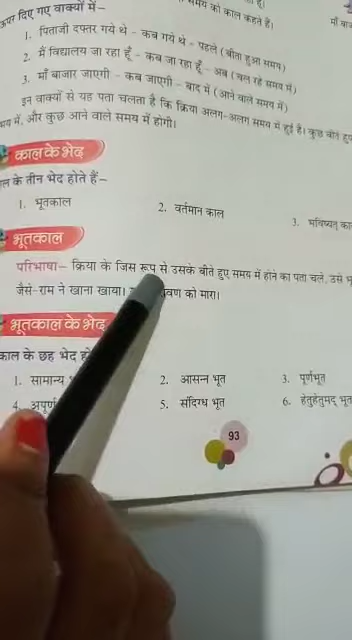 समय को काल कहते हैं।
ऊपर दिए गए वाक्यों में–
1. पिताजी दफ्तर गये थे - कब गये थे - पहले (बीता हुआ समय)
2. मैं विद्यालय जा रहा हूँ - कब जा रहा हूँ - अब (चल रहे समय में)
3. माँ बाजार जाएगी - कब जाएगी - बाद में (आने वाले समय में)
इन वाक्यों से यह पता चलता है कि क्रिया अलग-अलग समय में हुई है। कुछ बीते हुए
में, और कुछ आने वाले समय में होगी।
काल के भेद
के तीन भेद होते हैं–
1. भूतकाल
2. वर्तमान काल
3. भविष्यत्
भूतकाल
परिभाषा– क्रिया के जिस रूप से उसके बीते हुए समय में होने का पता चले, उसे
जैसे- राम ने खाना खाया। को मारा।
भूतकाल के भेद
काल के छह भेद
1. सामान्य
2. आसन्न भूत
3. पूर्णभूत
4.
5. संदिग्ध भूत
6. हेतुहेतुमद् भूत
93